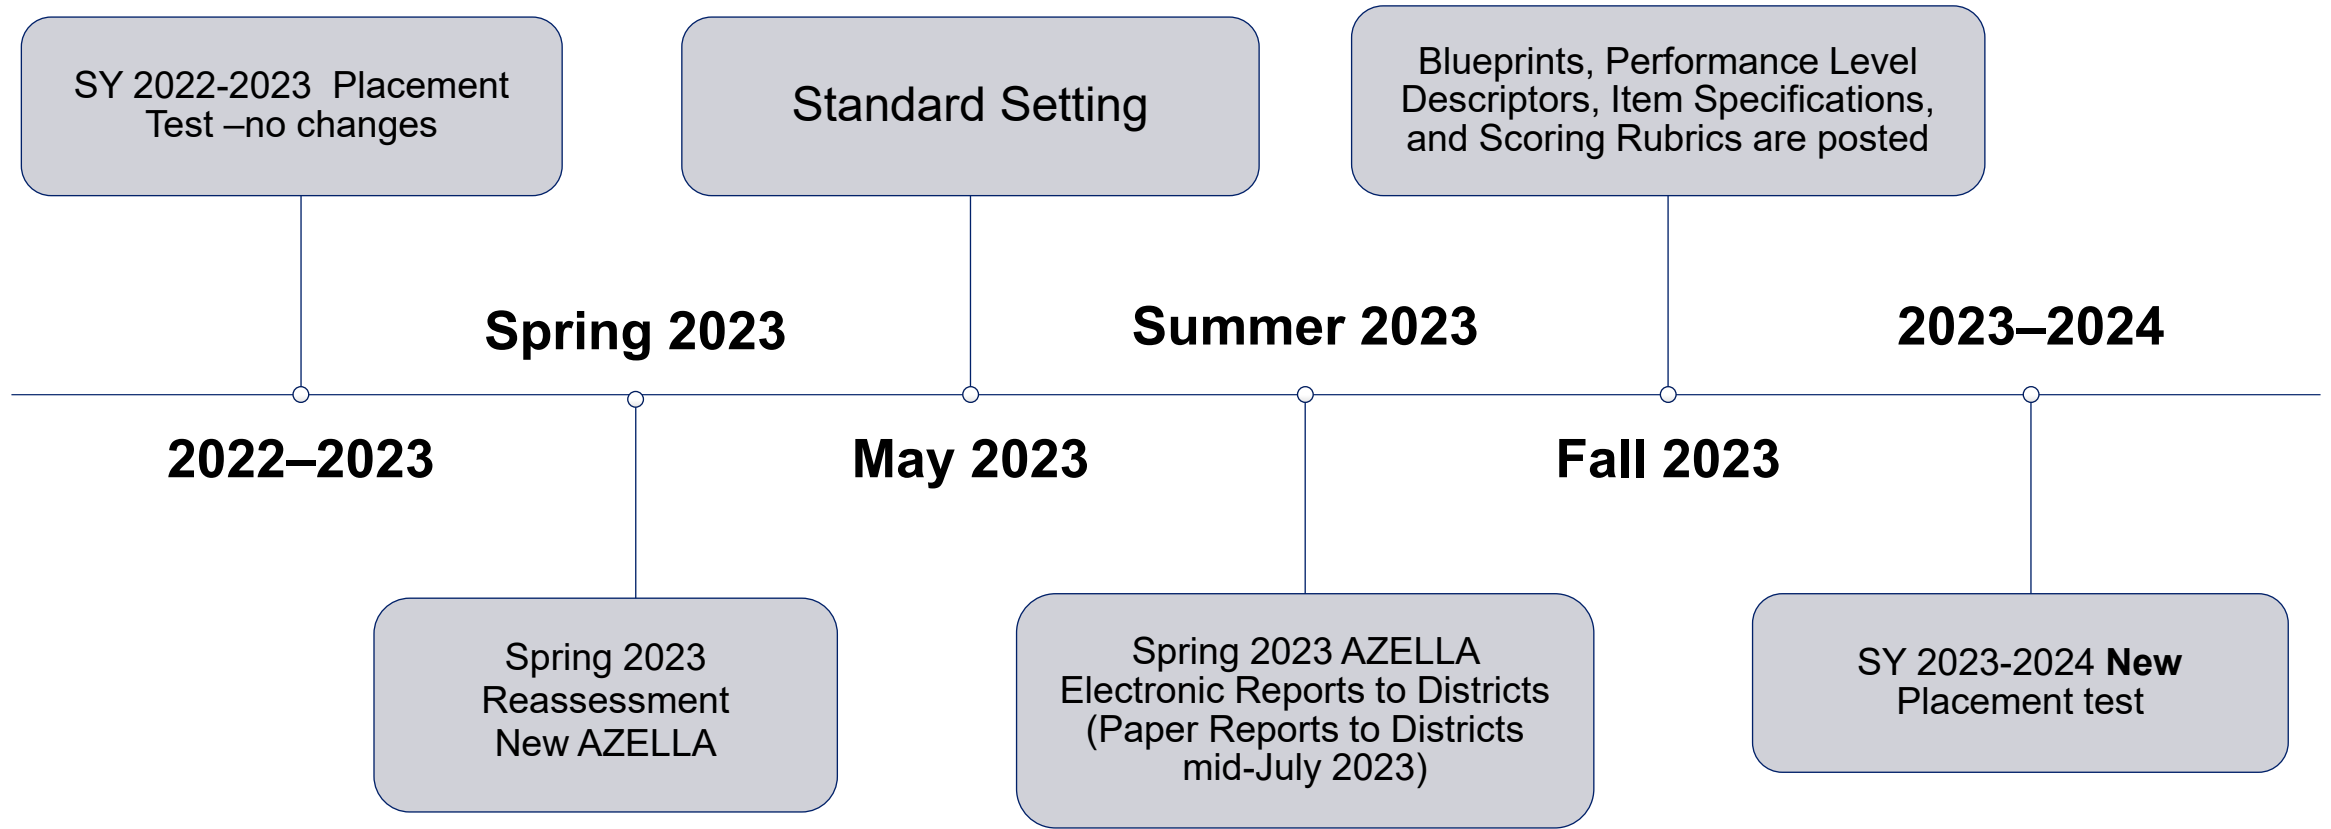 SY 2022-2023  Placement
Test –no changes
Standard Setting
Blueprints, Performance Level
Descriptors, Item Specifications,
and Scoring Rubrics are posted
Spring 2023
Summer 2023
2023–2024
2022–2023
May 2023
Fall 2023
Spring 2023
Reassessment
New AZELLA
Spring 2023 AZELLA
Electronic Reports to Districts
(Paper Reports to Districts
mid-July 2023)
SY 2023-2024 New
Placement test